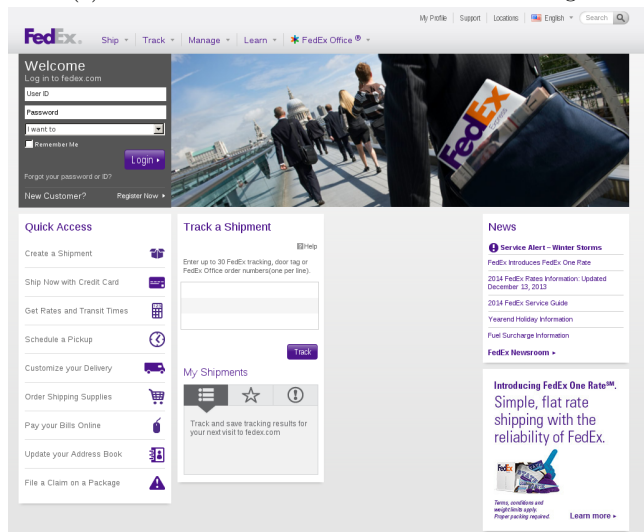 My Profile Support Locations English Search
FedEx. Ship Track Manage Learn FedEx Office ®
Welcome
Log in to fedex.com
User ID
Password
I want to
Remember Me
Login
Forgot your password or ID?
New Customer? Register Now
FedEx
Express
Quick Access
Create a Shipment
Ship Now with Credit Card
Get Rates and Transit Times
Schedule a Pickup
Customize your Delivery
Order Shipping Supplies
Pay your Bills Online
Update your Address Book
File a Claim on a Package
Track a Shipment
Help
Enter up to 30 FedEx tracking, door tag or
FedEx Office order numbers(one per line).
Track
My Shipments
Track and save tracking results for
your next visit to fedex.com
News
Service Alert – Winter Storms
FedEx Introduces FedEx One Rate
2014 FedEx Rates Information: Updated
December 13, 2013
2014 FedEx Service Guide
Yearend Holiday Information
Fuel Surcharge Information
FedEx Newsroom
Introducing FedEx One Rate℠.
Simple, flat rate
shipping with the
reliability of FedEx.
FedEx
Terms, conditions and
weight limits apply.
Proper packing required.
Learn more